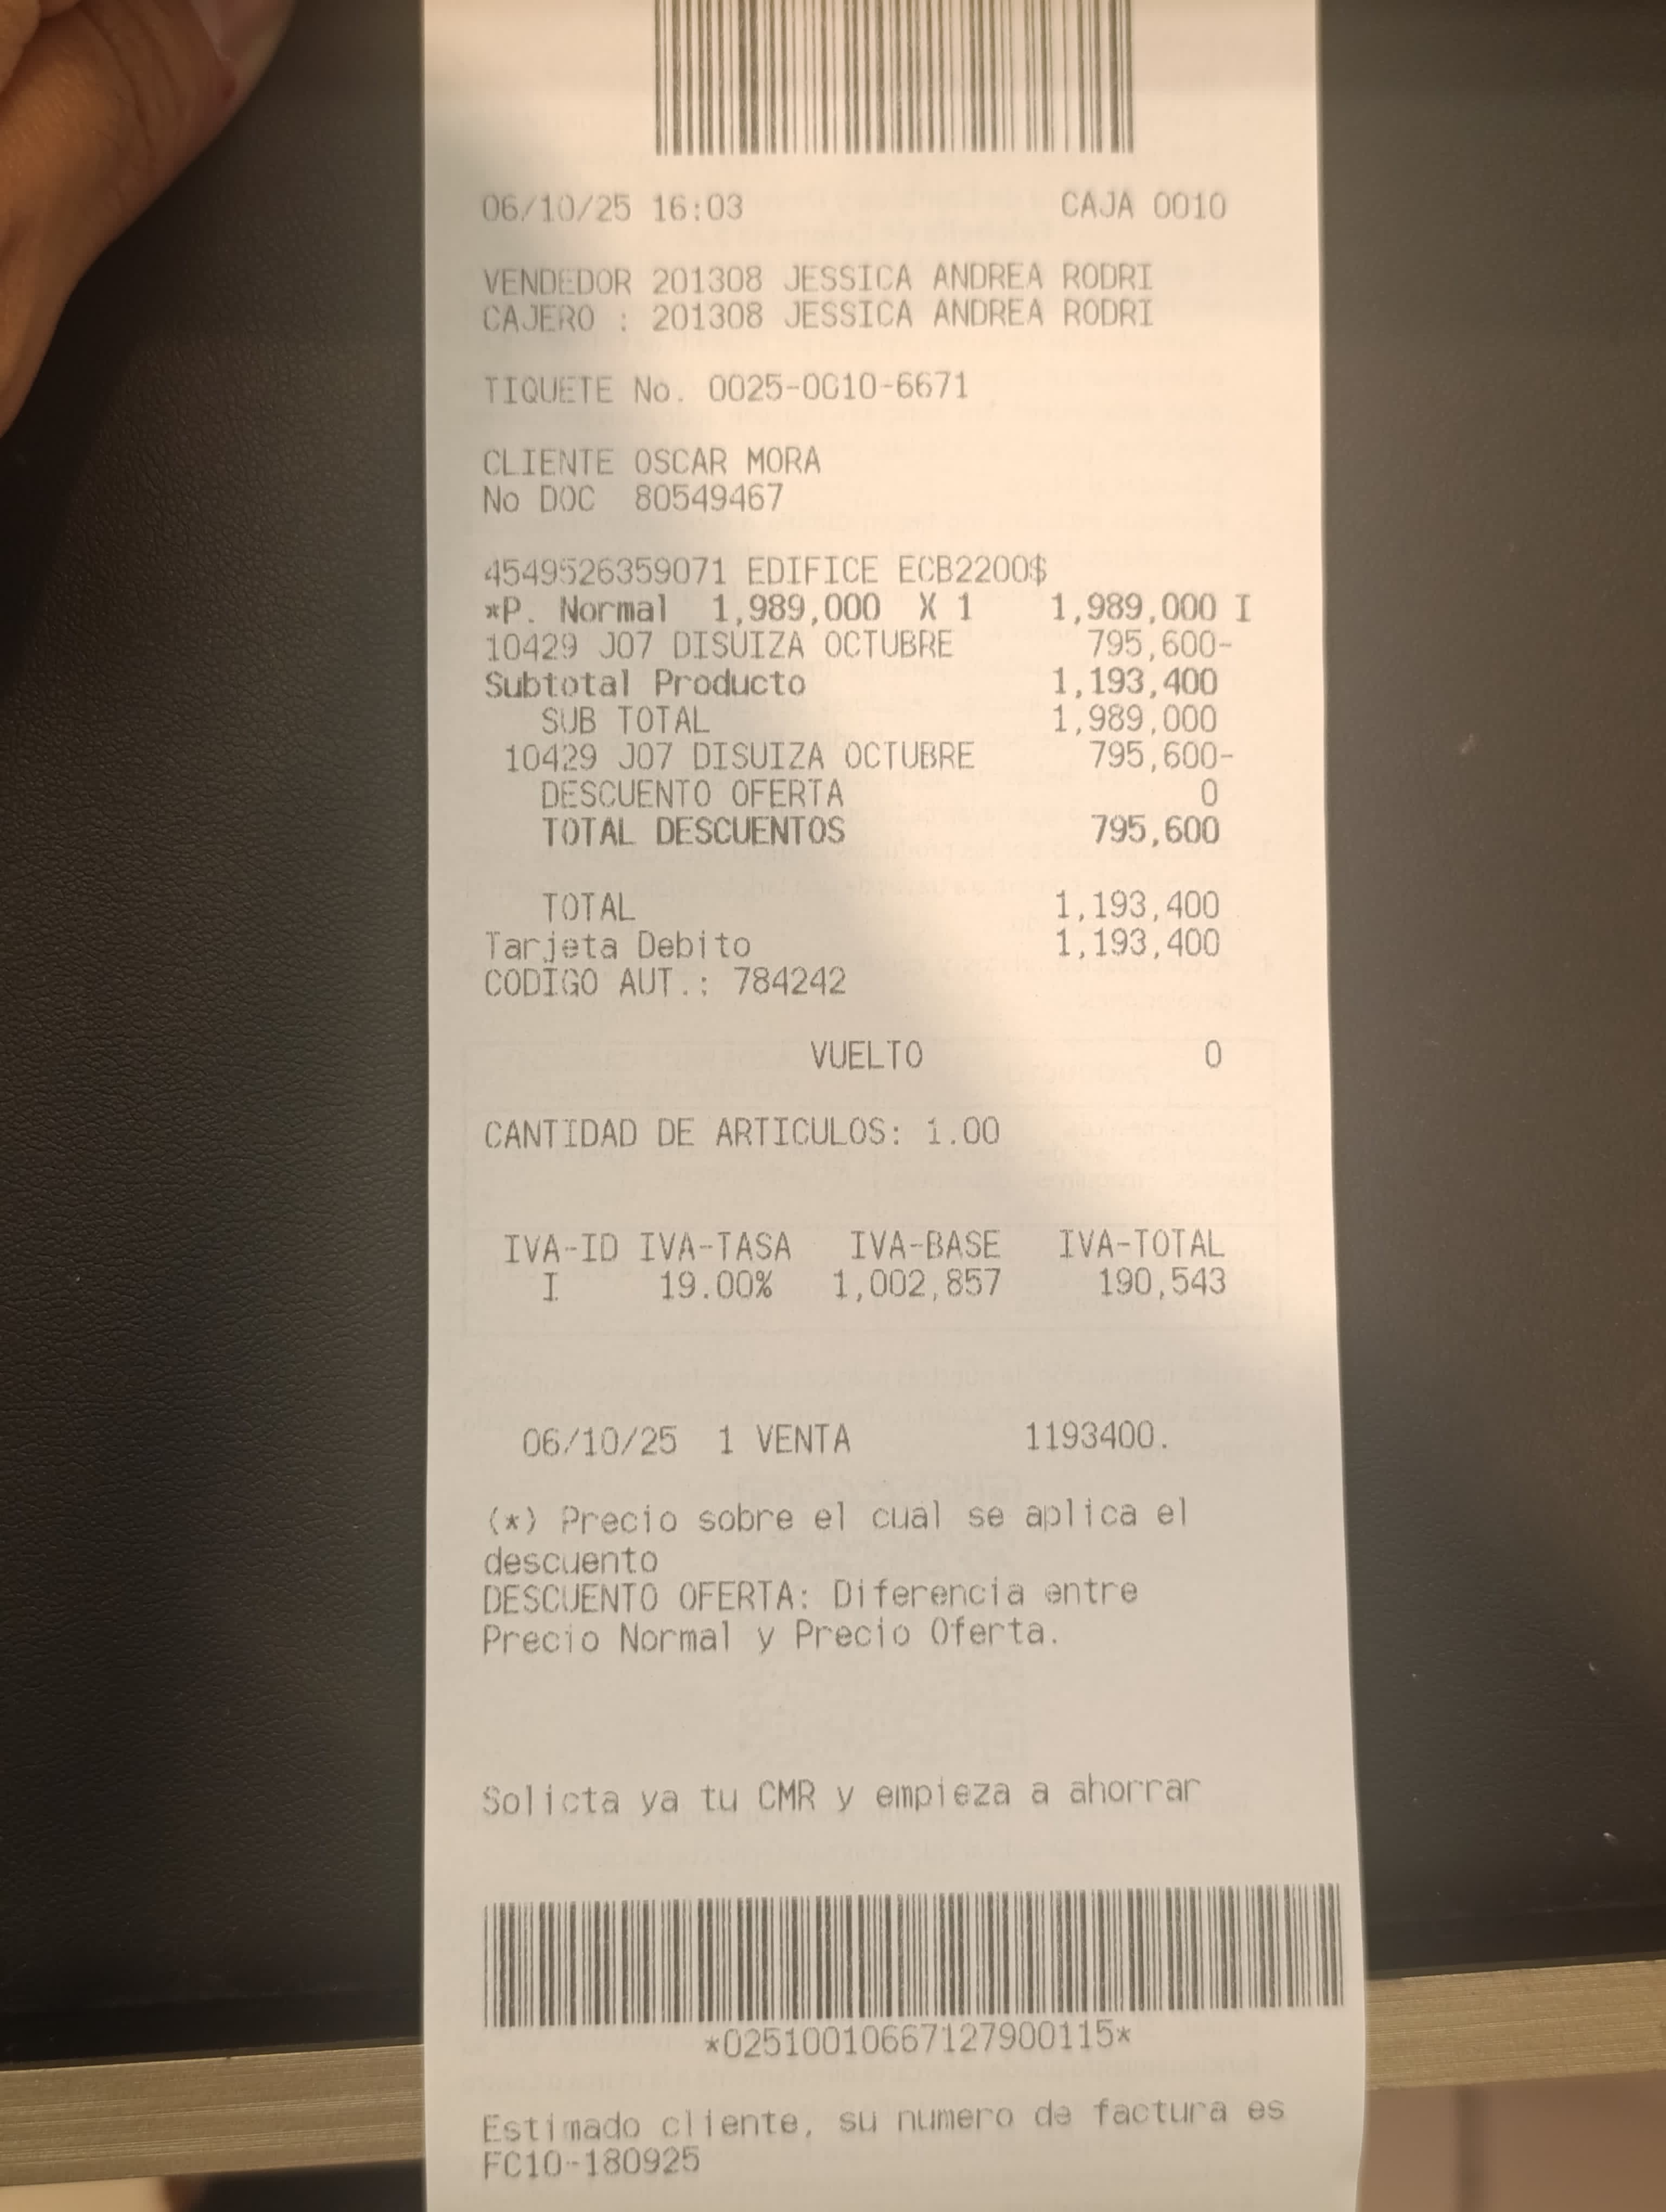 06/10/25 16:03 CAJA 0010
VENDEDOR 201308 JESSICA ANDREA RODRI
CAJERO : 201308 JESSICA ANDREA RODRI
TIQUETE No. 0025-0010-6671
CLIENTE OSCAR MORA
No DOC 80549467
4549526359071 EDIFICE ECB2200$
*P. Normal 1,989,000 X 1 1,989,000 I
10429 J07 DISUIZA OCTUBRE 795,600-
Subtotal Producto 1,193,400
SUB TOTAL 1,989,000
10429 J07 DISUIZA OCTUBRE 795,600-
DESCUENTO OFERTA 0
TOTAL DESCUENTOS 795,600
TOTAL 1,193,400
Tarjeta Debito 1,193,400
CODIGO AUT.: 784242
VUELTO 0
CANTIDAD DE ARTICULOS: 1.00
IVA-ID IVA-TASA IVA-BASE IVA-TOTAL
I 19.00% 1,002,857 190,543
06/10/25 1 VENTA 1193400.
(*) Precio sobre el cual se aplica el
descuento
DESCUENTO OFERTA: Diferencia entre
Precio Normal y Precio Oferta.
Solicta ya tu CMR y empieza a ahorrar
*02510010667127900115*
Estimado cliente, su numero de factura es
FC10-180925